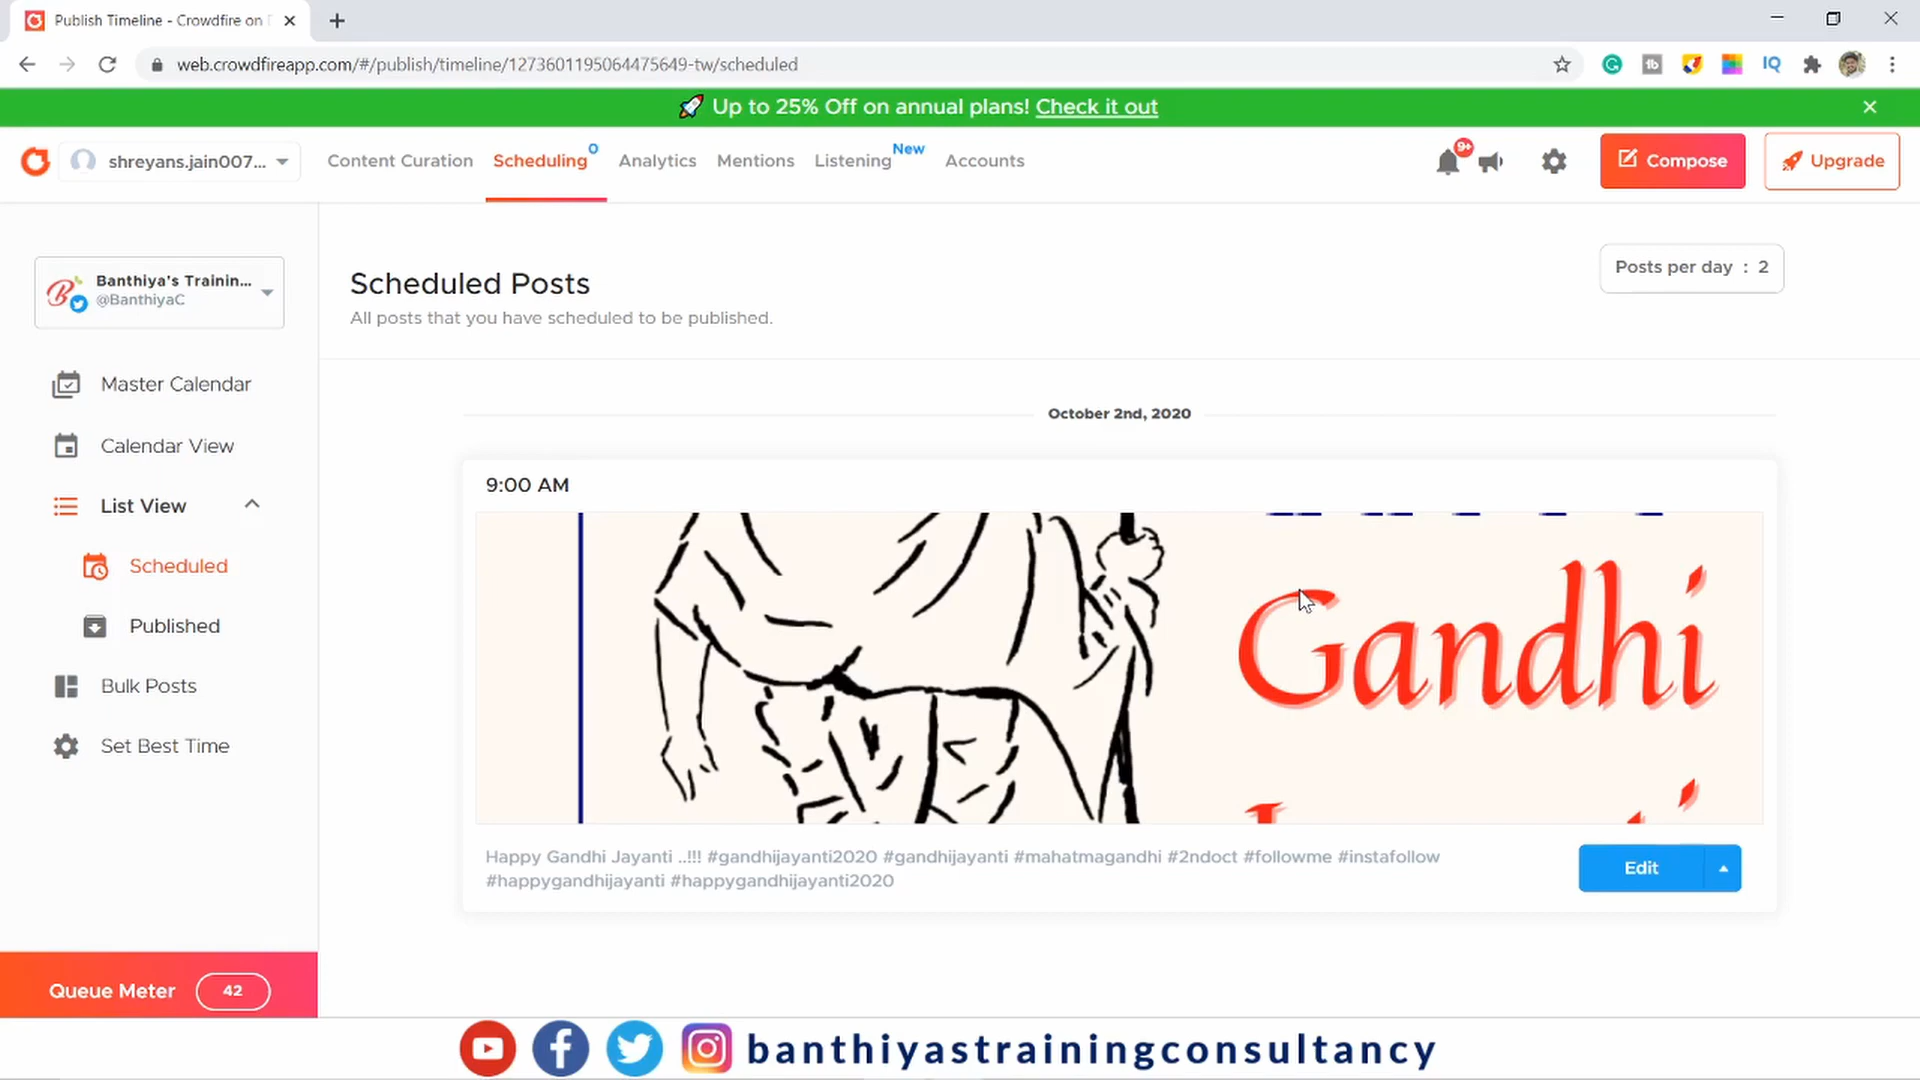 Publish Timeline - Crowdfire on
web.crowdfireapp.com/#/publish/timeline/1273601195064475649-tw/scheduled
tb
IQ
🚀 Up to 25% Off on annual plans! Check it out
shreyans.jain007...
Content Curation
Scheduling
0
Analytics
Mentions
Listening
New
Accounts
9+
Compose
Upgrade
Banthiya's Trainin...
@BanthiyaC
Scheduled Posts
All posts that you have scheduled to be published.
Posts per day : 2
Master Calendar
Calendar View
List View
Scheduled
Published
Bulk Posts
Set Best Time
October 2nd, 2020
9:00 AM
Gandhi
Happy Gandhi Jayanti ..!!! #gandhijayanti2020 #gandhijayanti #mahatmagandhi #2ndoct #followme #instafollow
#happygandhijayanti #happygandhijayanti2020
Edit
Queue Meter 42
banthiyastrainingconsultancy